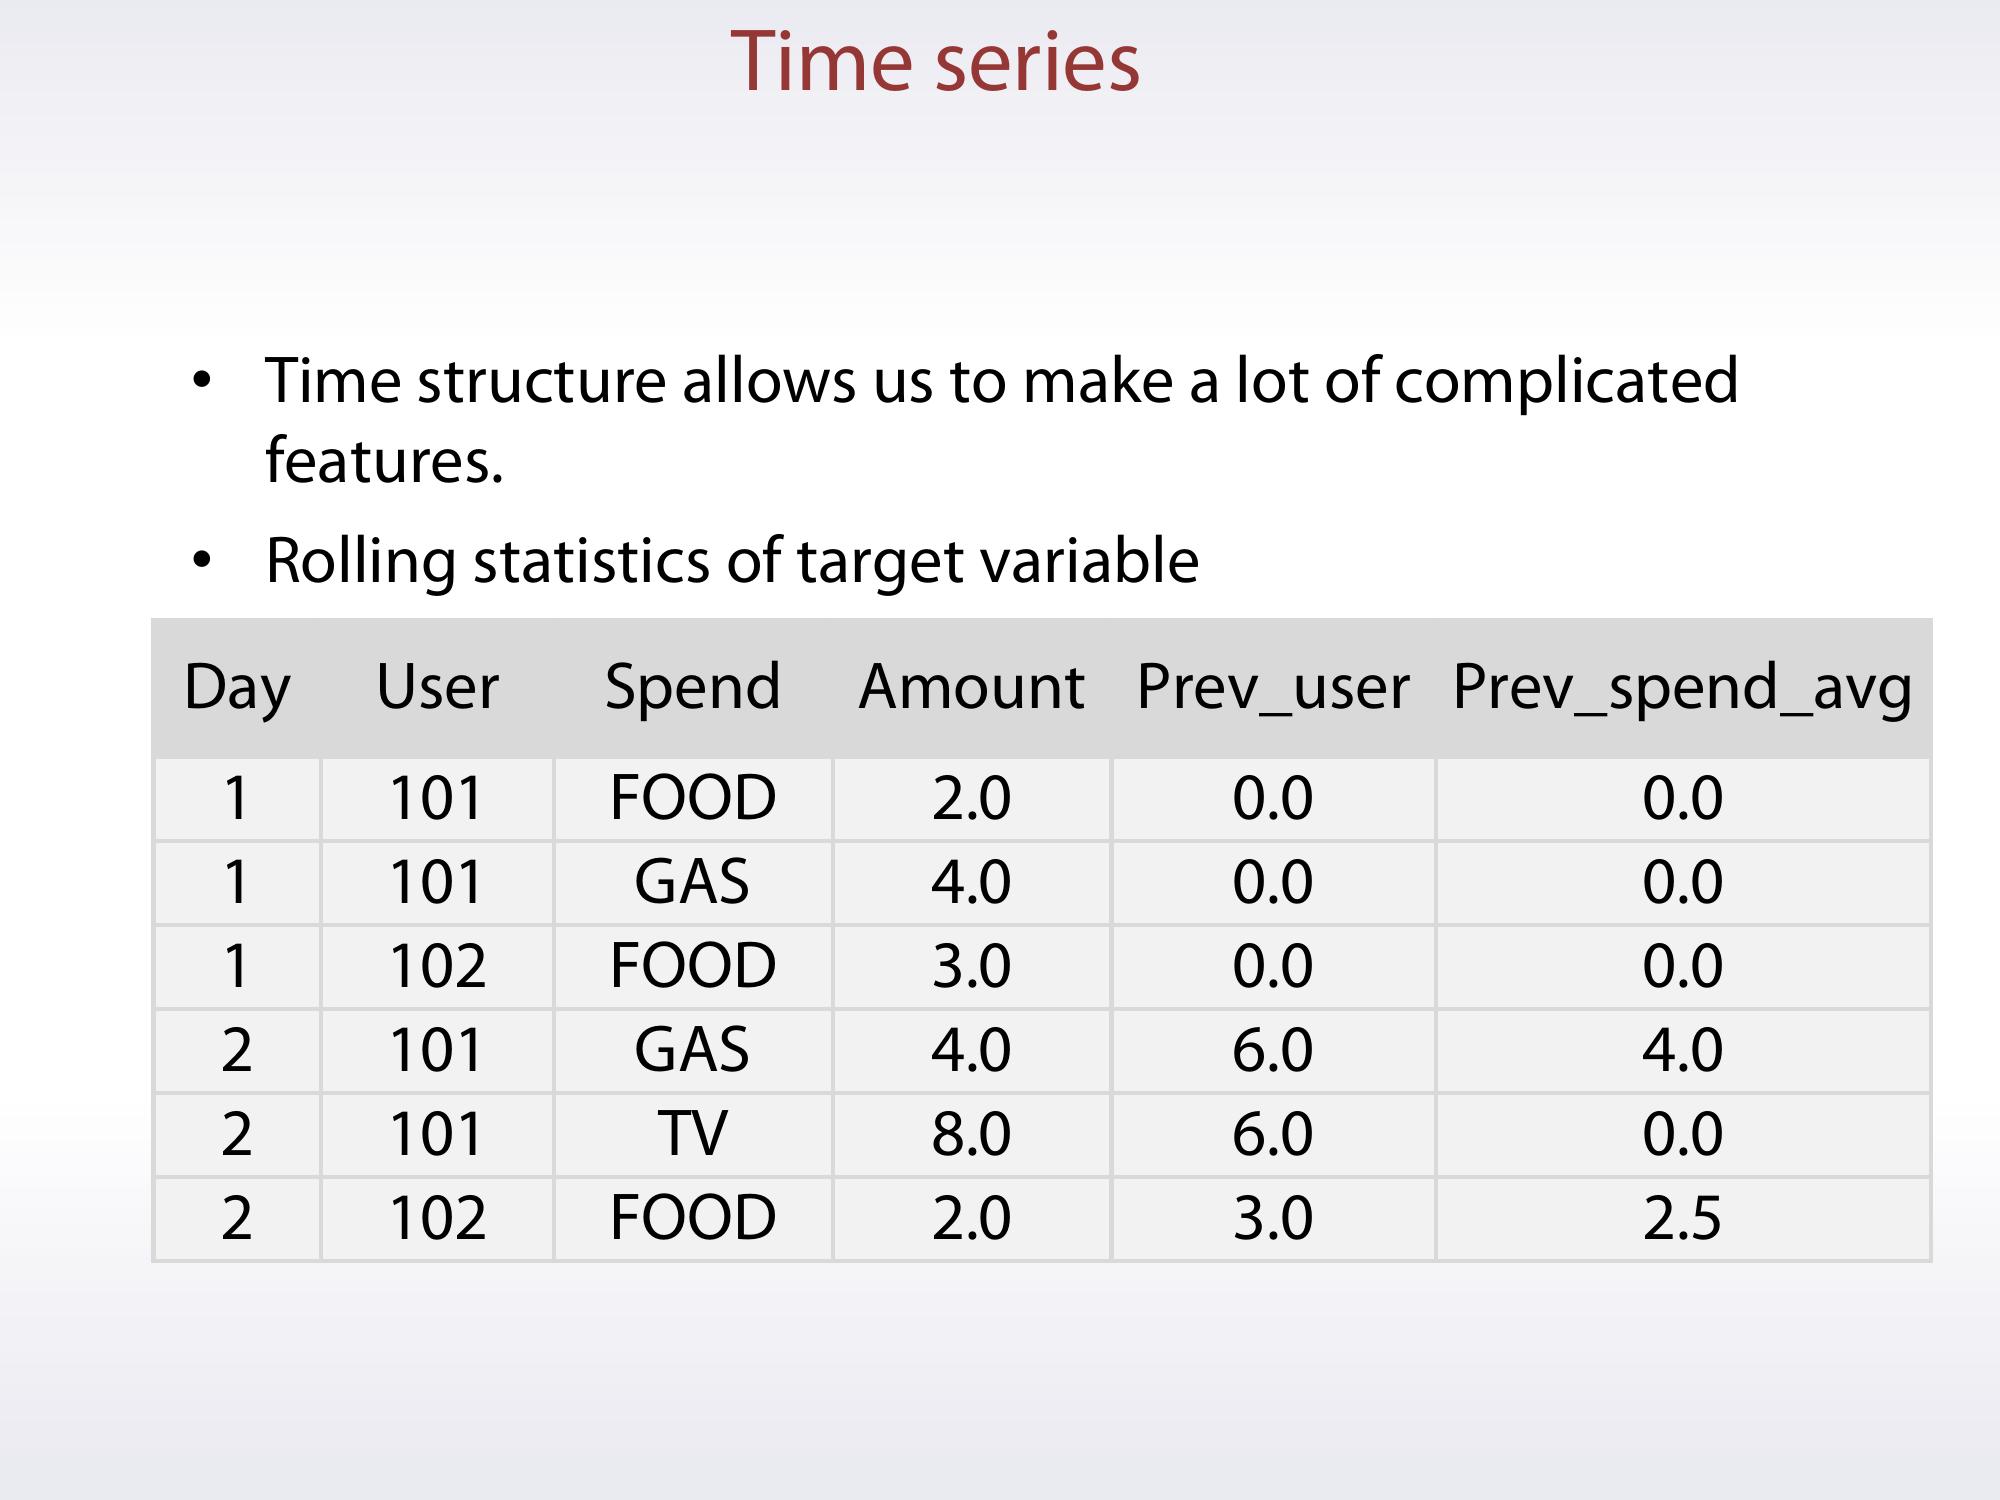 Time series
• Time structure allows us to make a lot of complicated
features.
• Rolling statistics of target variable
Day User Spend Amount Prev_user Prev_spend_avg
1 101 FOOD 2.0 0.0 0.0
1 101 GAS 4.0 0.0 0.0
1 102 FOOD 3.0 0.0 0.0
2 101 GAS 4.0 6.0 4.0
2 101 TV 8.0 6.0 0.0
2 102 FOOD 2.0 3.0 2.5